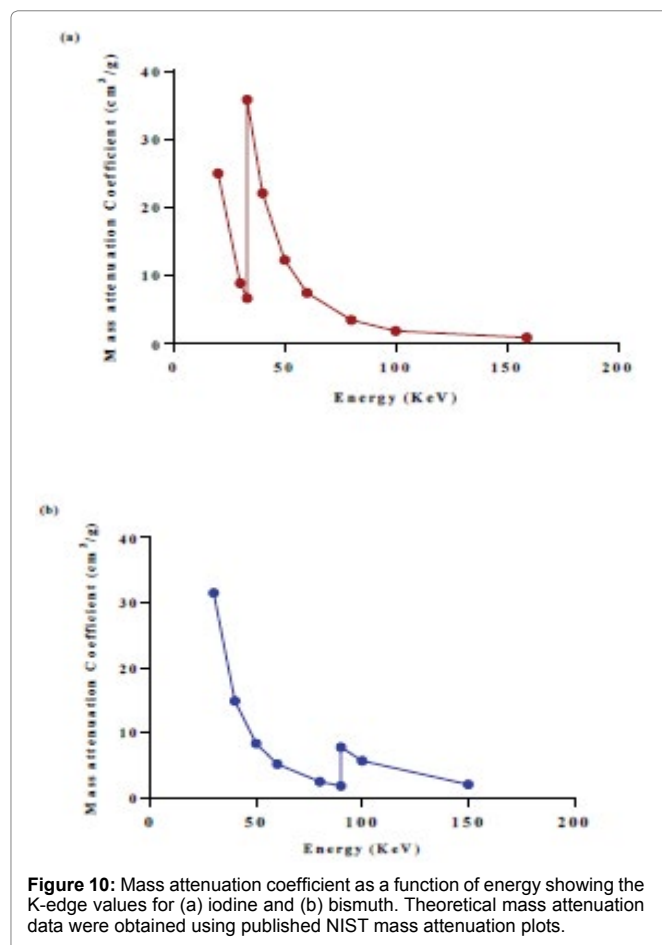 (a)
Mass attenuation Coefficient (cm²/g)
40
30
20
10
0
0 50 100 150 200
Energy (KeV)
(b)
Mass attenuation Coefficient (cm²/g)
40
30
20
10
0
0 50 100 150 200
Energy (KeV)
Figure 10: Mass attenuation coefficient as a function of energy showing the
K-edge values for (a) iodine and (b) bismuth. Theoretical mass attenuation
data were obtained using published NIST mass attenuation plots.